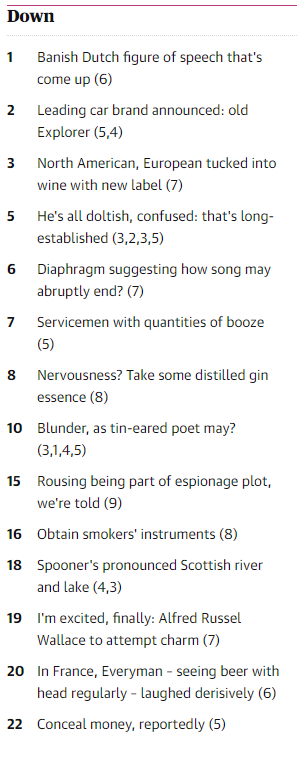 Down
1 Banish Dutch figure of speech that's
come up (6)
2 Leading car brand announced: old
Explorer (5,4)
3 North American, European tucked into
wine with new label (7)
5 He's all doltish, confused: that's long-
established (3,2,3,5)
6 Diaphragm suggesting how song may
abruptly end? (7)
7 Servicemen with quantities of booze
(5)
8 Nervousness? Take some distilled gin
essence (8)
10 Blunder, as tin-eared poet may?
(3,1,4,5)
15 Rousing being part of espionage plot,
we're told (9)
16 Obtain smokers' instruments (8)
18 Spooner's pronounced Scottish river
and lake (4,3)
19 I'm excited, finally: Alfred Russel
Wallace to attempt charm (7)
20 In France, Everyman – seeing beer with
head regularly – laughed derisively (6)
22 Conceal money, reportedly (5)